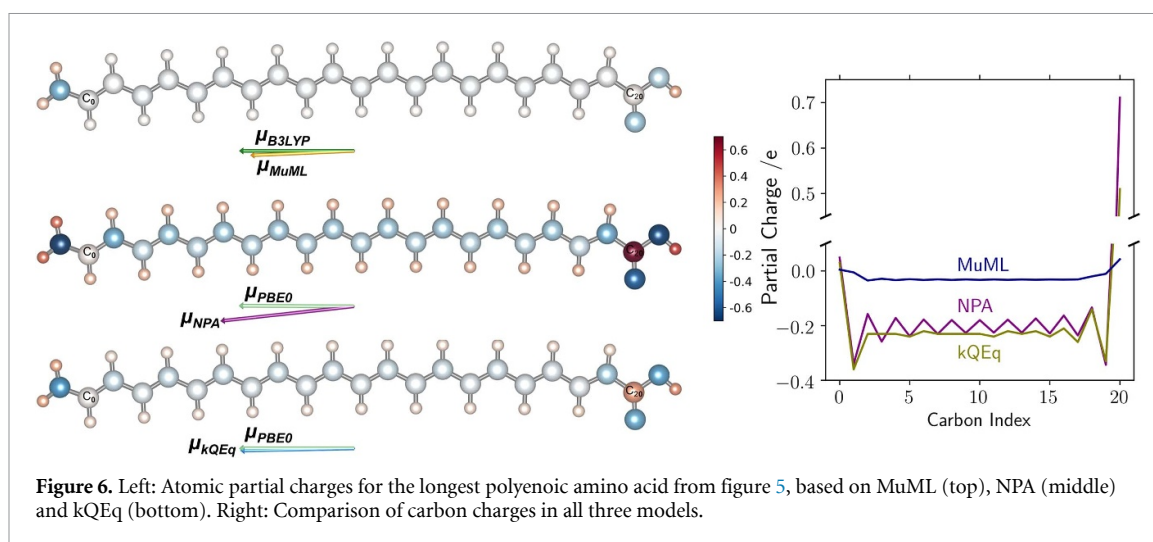 C0
C20
μB3LYP
μMuML
C0
μPBE0
μNPA
C0
C20
μPBE0
μkQEq
0.6
0.4
0.2
0
-0.2
-0.4
-0.6
Partial Charge /e
0.7
0.6
0.5
0.0
−0.2
−0.4
MuML
NPA
kQEq
0
5
10
15
20
Carbon Index
Figure 6. Left: Atomic partial charges for the longest polyenoic amino acid from figure 5, based on MuML (top), NPA (middle)
and kQEq (bottom). Right: Comparison of carbon charges in all three models.